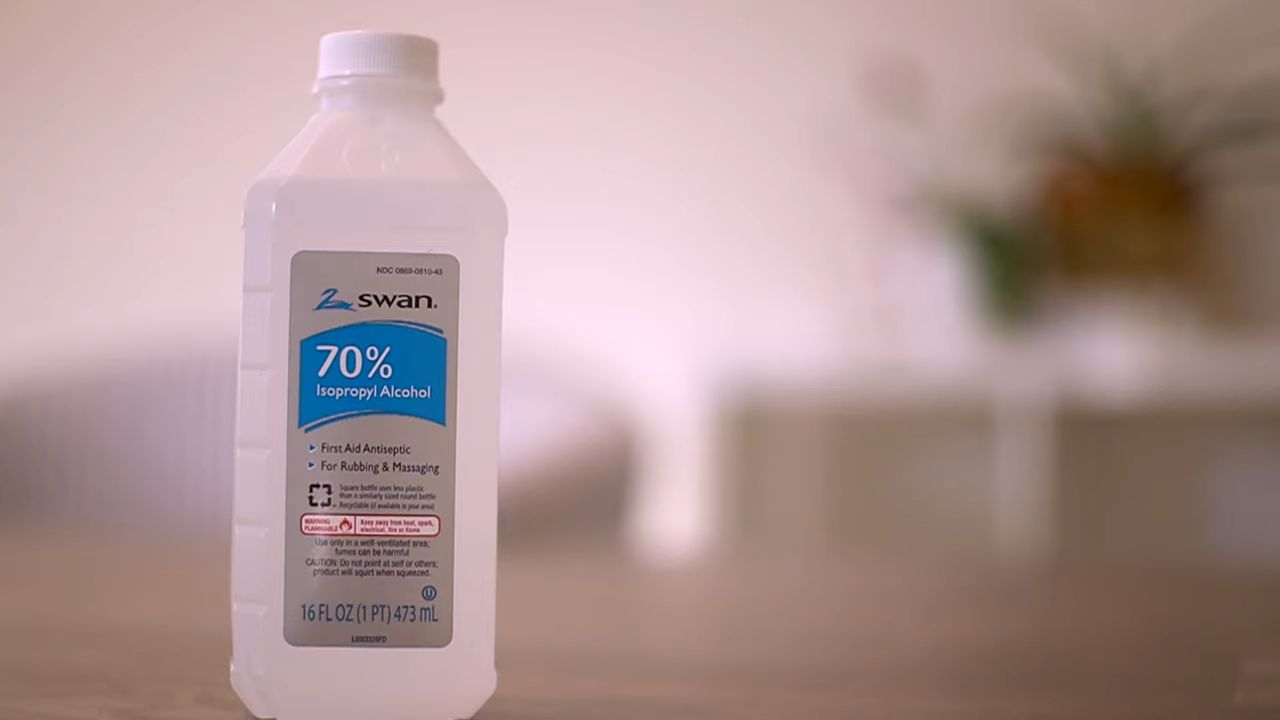 NDC 0869-0810-43
swan.
70%
Isopropyl Alcohol
First Aid Antiseptic
For Rubbing & Massaging
Square bottle uses less plastic
than a similarly sized round bottle
Recyclable (if available in your area)
WARNING
FLAMMABLE
Keep away from heat, spark,
electrical, fire or flame
Use only in a well-ventilated area;
fumes can be harmful
CAUTION: Do not point at self or others;
product will squirt when squeezed.
U
16 FL OZ (1 PT) 473 mL